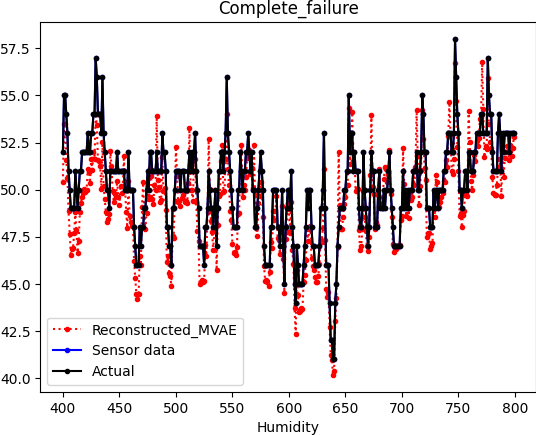 Complete_failure
57.5
55.0
52.5
50.0
47.5
45.0
42.5
40.0
Reconstructed_MVAE
Sensor data
Actual
400 450 500 550 600 650 700 750 800
Humidity